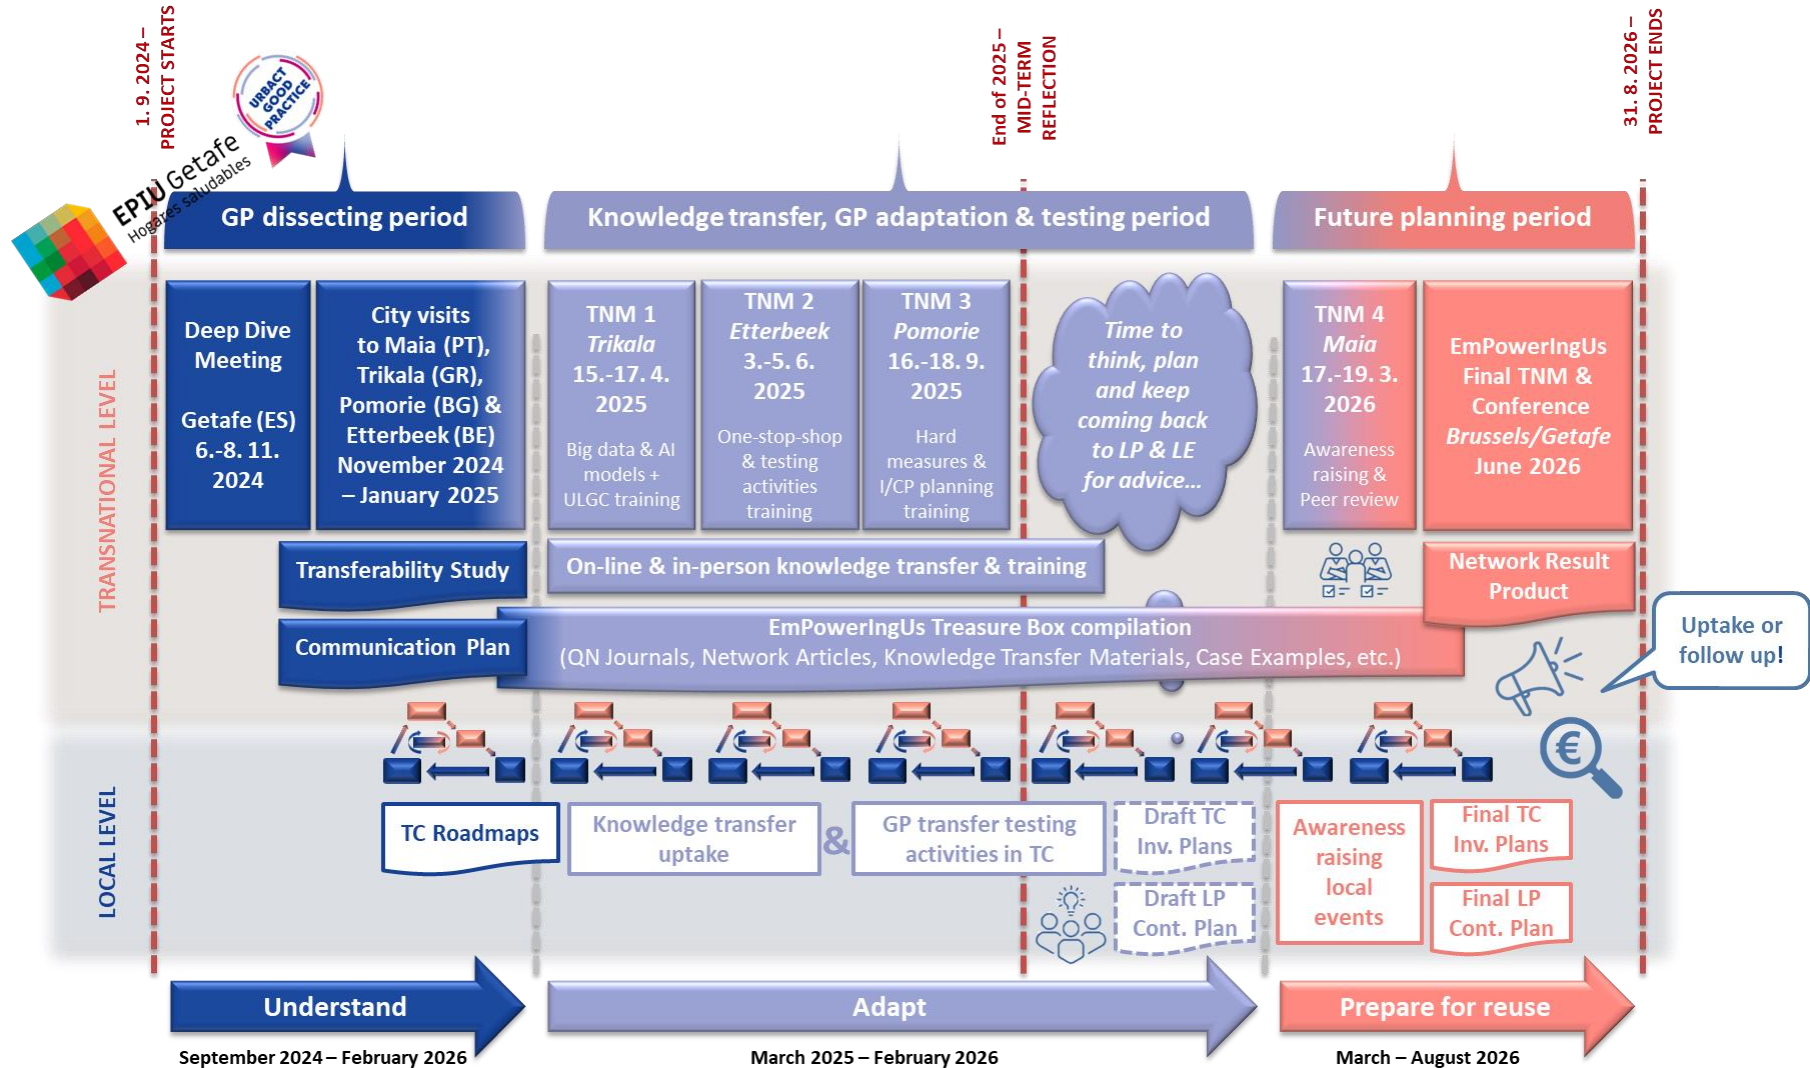 1. 9. 2024 –
PROJECT STARTS
End of 2025 –
MID-TERM
REFLECTION
31. 8. 2026 –
PROJECT ENDS
URBACT
GOOD
PRACTICE
EPIU Getafe
Hogares saludables
GP dissecting period
Knowledge transfer, GP adaptation & testing period
Future planning period
TRANSNATIONAL LEVEL
Deep Dive
Meeting
Getafe (ES)
6.-8. 11.
2024
City visits
to Maia (PT),
Trikala (GR),
Pomorie (BG) &
Etterbeek (BE)
November 2024
– January 2025
TNM 1
Trikala
15.-17. 4.
2025
Big data & AI
models +
ULGC training
TNM 2
Etterbeek
3.-5. 6.
2025
One-stop-shop
& testing
activities
training
TNM 3
Pomorie
16.-18. 9.
2025
Hard
measures &
I/CP planning
training
Time to
think, plan
and keep
coming back
to LP & LE
for advice...
TNM 4
Maia
17.-19. 3.
2026
Awareness
raising &
Peer review
EmPowerIngUs
Final TNM &
Conference
Brussels/Getafe
June 2026
Transferability Study
On-line & in-person knowledge transfer & training
Network Result
Product
Communication Plan
EmPowerIngUs Treasure Box compilation
(QN Journals, Network Articles, Knowledge Transfer Materials, Case Examples, etc.)
Uptake or
follow up!
€
LOCAL LEVEL
TC Roadmaps
Knowledge transfer
uptake
&
GP transfer testing
activities in TC
Draft TC
Inv. Plans
Draft LP
Cont. Plan
Awareness
raising
local
events
Final TC
Inv. Plans
Final LP
Cont. Plan
Understand
Adapt
Prepare for reuse
September 2024 – February 2026
March 2025 – February 2026
March – August 2026